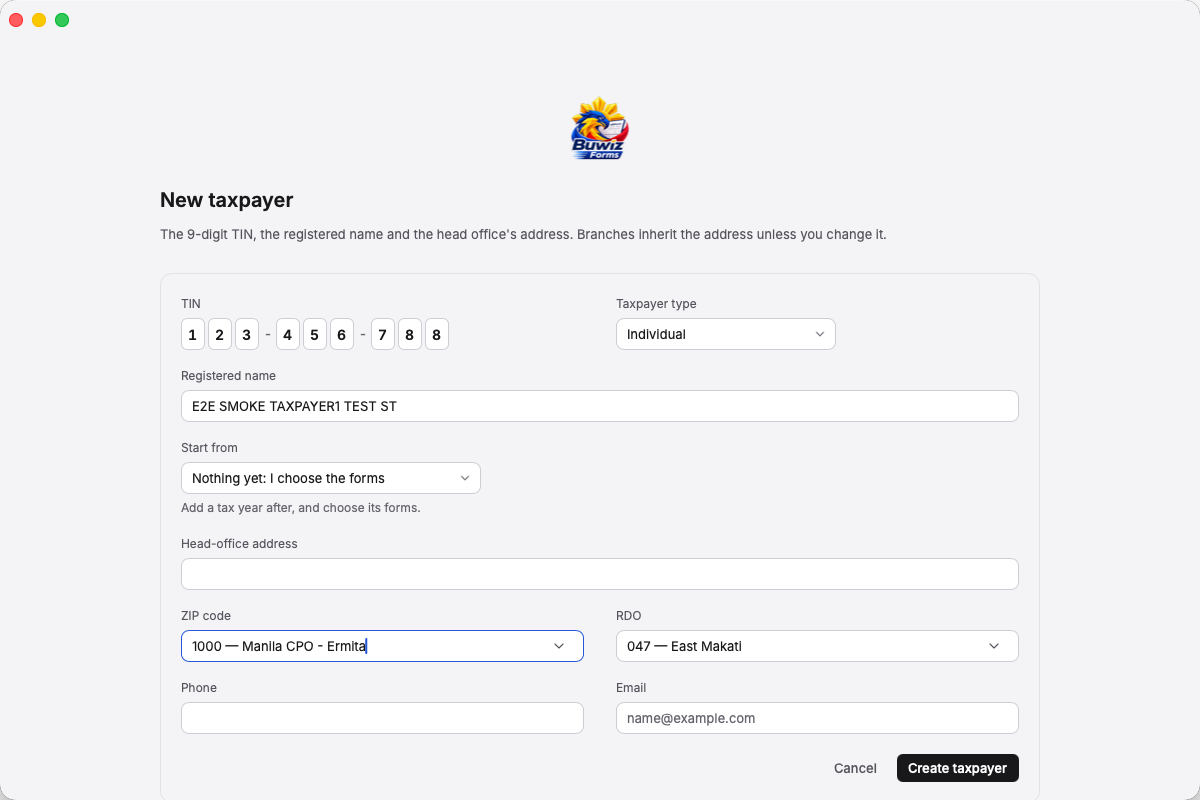 Buwiz
Forms
New taxpayer
The 9-digit TIN, the registered name and the head office's address. Branches inherit the address unless you change it.
TIN
Taxpayer type
1 2 3 - 4 5 6 - 7 8 8
Individual
Registered name
E2E SMOKE TAXPAYER1 TEST ST
Start from
Nothing yet: I choose the forms
Add a tax year after, and choose its forms.
Head-office address
ZIP code
RDO
1000 — Manila CPO - Ermita
047 — East Makati
Phone
Email
name@example.com
Cancel
Create taxpayer